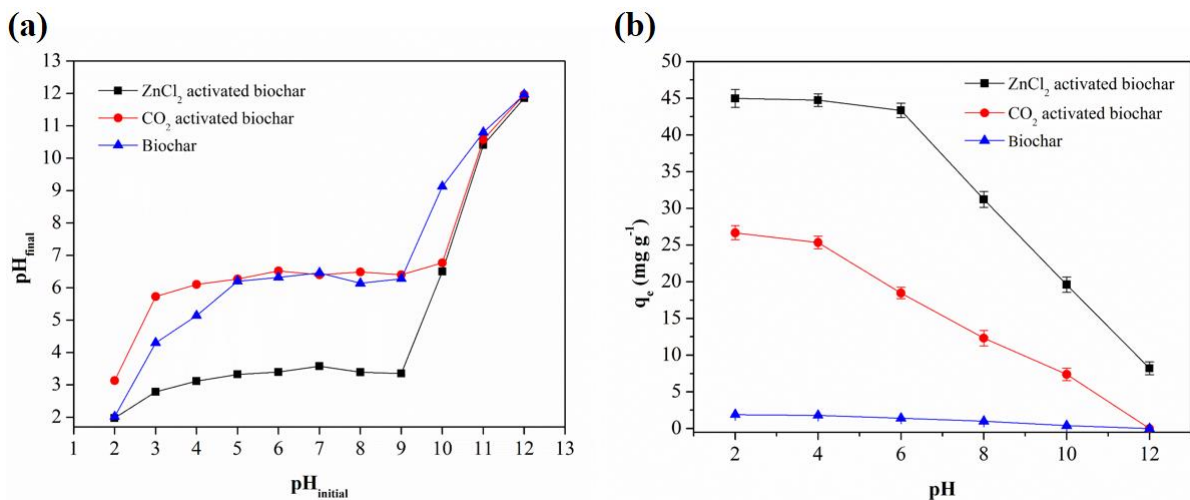 (a)
13
12
11
10
9
8
7
6
5
4
3
2
pH_final
ZnCl₂ activated biochar
CO₂ activated biochar
Biochar
1 2 3 4 5 6 7 8 9 10 11 12 13
pH_initial
(b)
50
45
40
35
30
25
20
15
10
5
0
q_e (mg g⁻¹)
ZnCl₂ activated biochar
CO₂ activated biochar
Biochar
2 4 6 8 10 12
pH